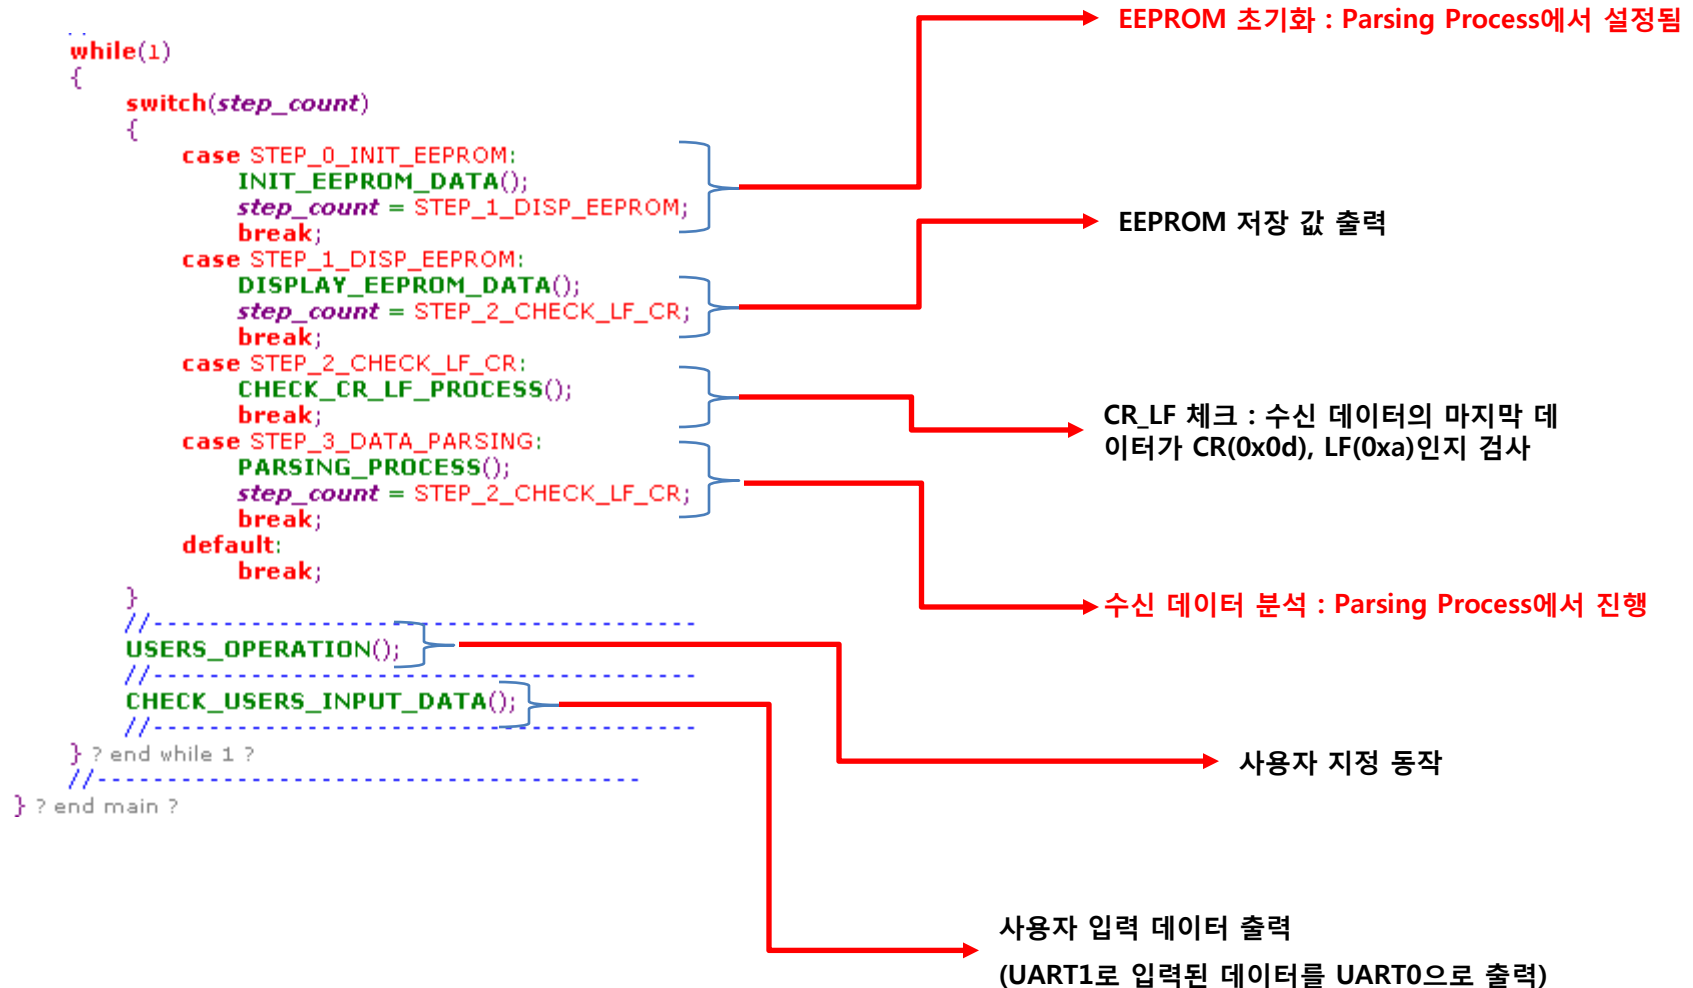 EEPROM 초기화 : Parsing Process에서 설정됨
while(1)
{
switch(step_count)
{
case STEP_0_INIT_EEPROM:
INIT_EEPROM_DATA();
step_count = STEP_1_DISP_EEPROM;
break;
EEPROM 저장 값 출력
case STEP_1_DISP_EEPROM:
DISPLAY_EEPROM_DATA();
step_count = STEP_2_CHECK_LF_CR;
break;
case STEP_2_CHECK_LF_CR:
CHECK_CR_LF_PROCESS();
break;
CR_LF 체크 : 수신 데이터의 마지막 데
이터가 CR(0x0d), LF(0xa)인지 검사
case STEP_3_DATA_PARSING:
PARSING_PROCESS();
step_count = STEP_2_CHECK_LF_CR;
break;
default:
break;
}
수신 데이터 분석 : Parsing Process에서 진행
//---------------------------------------
USERS_OPERATION();
//---------------------------------------
CHECK_USERS_INPUT_DATA();
//---------------------------------------
} ? end while 1 ?
사용자 지정 동작
//---------------------------------------
} ? end main ?
사용자 입력 데이터 출력
(UART1로 입력된 데이터를 UART0으로 출력)